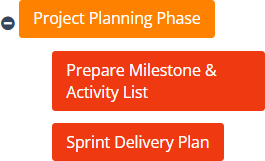 Project Planning Phase
Prepare Milestone &
Activity List
Sprint Delivery Plan